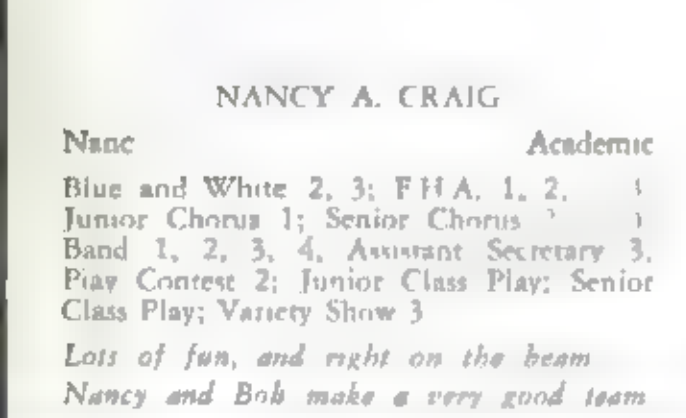 NANCY A. CRAIG
Nanc Academic
Blue and White 2, 3; F H A. 1, 2,
Junior Chorus 1; Senior Chorus
Band 1, 2, 3, 4, Assistant Secretary 3,
Play Contest 2; Junior Class Play; Senior
Class Play; Variety Show 3
Lots of fun, and right on the beam
Nancy and Bob make a very good team